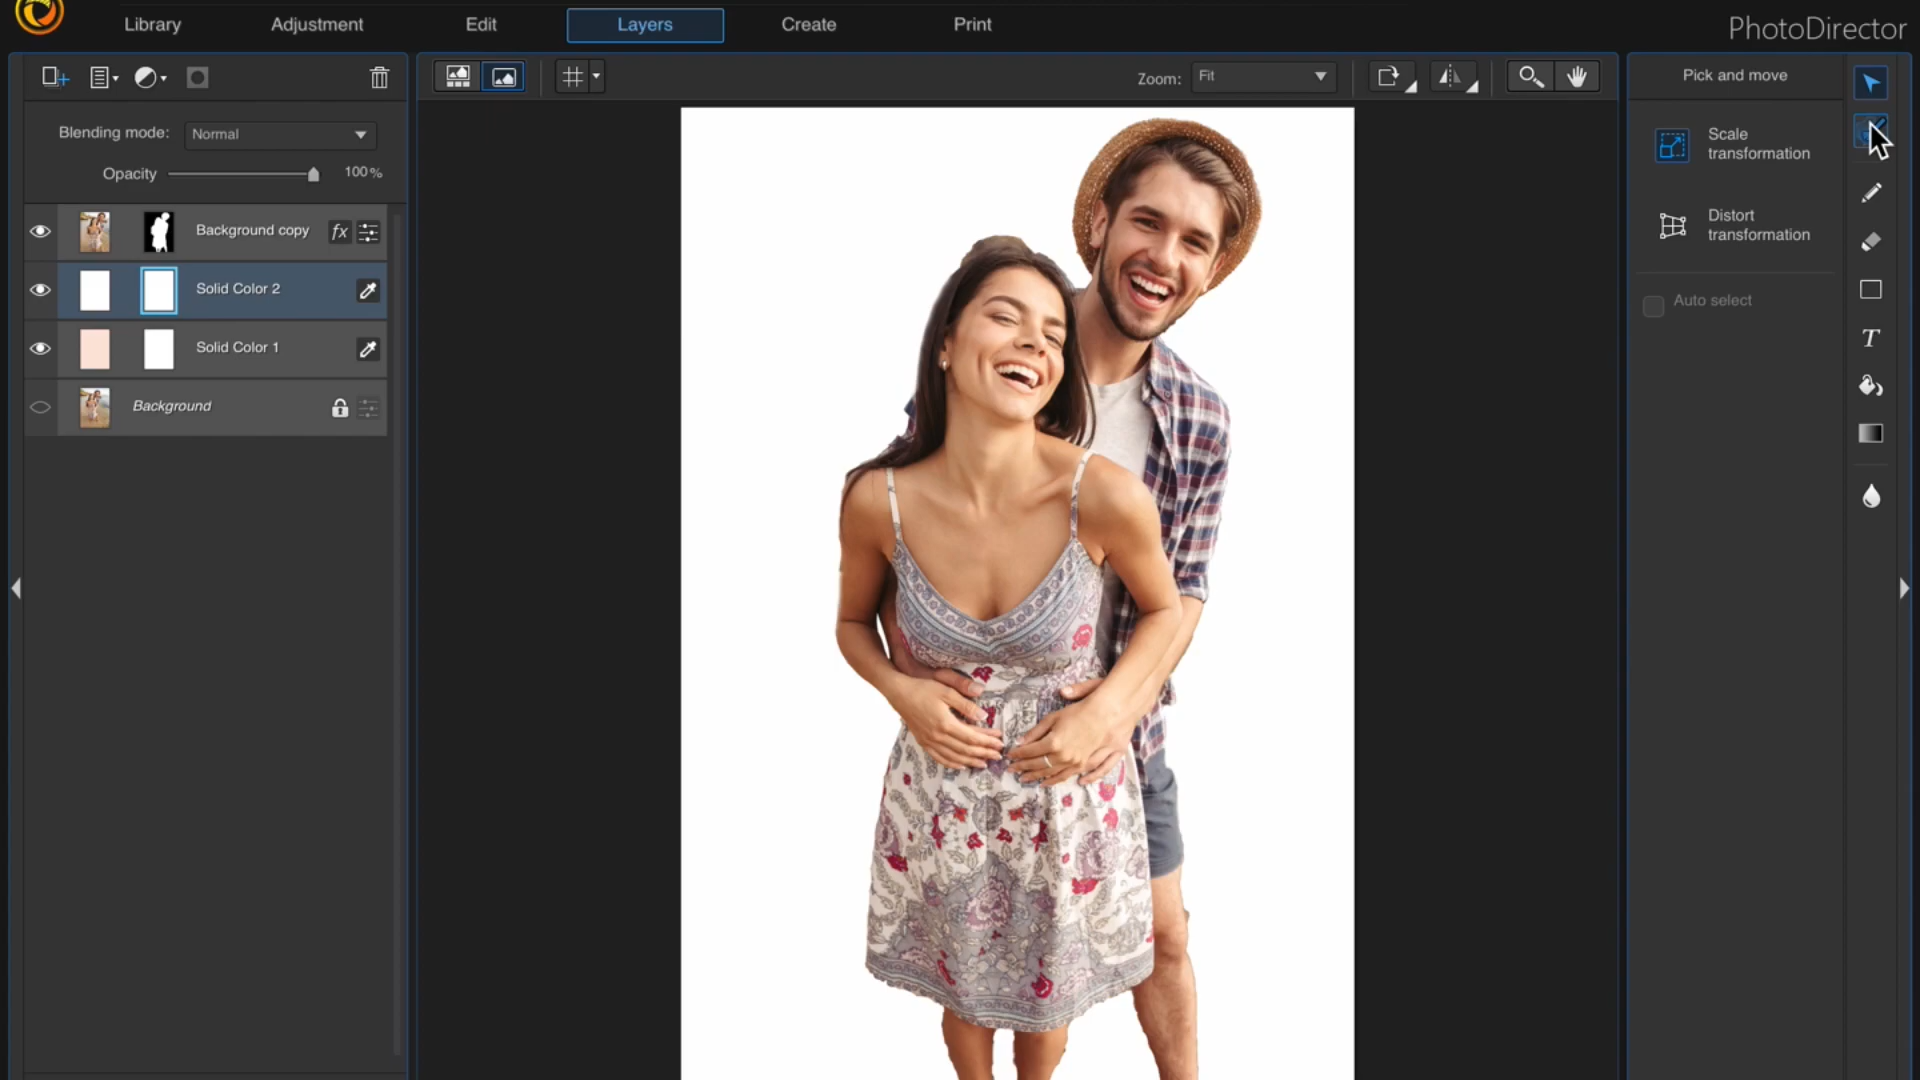 Library Adjustment Edit Layers Create Print PhotoDirector
Zoom: Fit
Pick and move
Blending mode: Normal
Opacity 100 %
Scale
transformation
Distort
transformation
Auto select
Background copy fx
Solid Color 2
Solid Color 1
Background
T